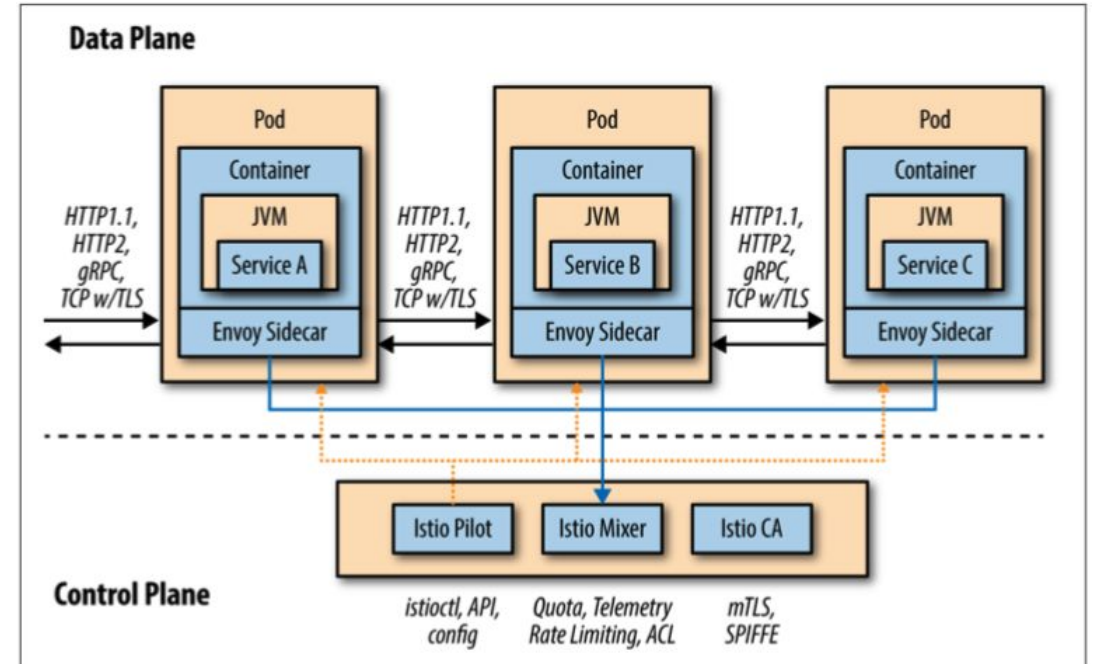 Data Plane
Pod
Pod
Pod
Container
Container
Container
HTTP1.1,
HTTP2,
gRPC,
TCP w/TLS
JVM
Service A
HTTP1.1,
HTTP2,
gRPC,
TCP w/TLS
JVM
Service B
HTTP1.1,
HTTP2,
gRPC,
TCP w/TLS
JVM
Service C
Envoy Sidecar
Envoy Sidecar
Envoy Sidecar
Istio Pilot
Istio Mixer
Istio CA
Control Plane
istioctl, API,
config
Quota, Telemetry
Rate Limiting, ACL
mTLS,
SPIFFE